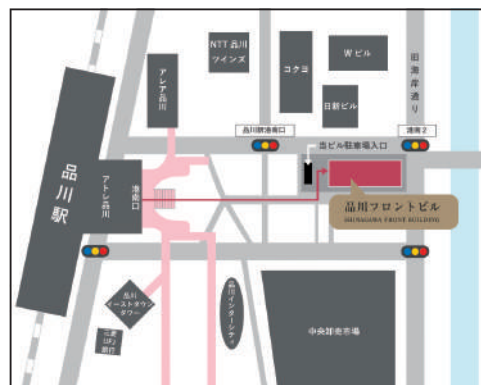 NTT 品川
ツインズ
コクヨ
Wビル
日新ビル
旧海岸通り
アレア品川
品川駅港南口
港南2
当ビル駐車場入口
品川駅
アトレ品川
港南口
品川フロントビル
SHINAGAWA FRONT BUILDING
品川
イーストワン
タワー
三菱
UFJ
銀行
品川インターシティ
中央卸売市場